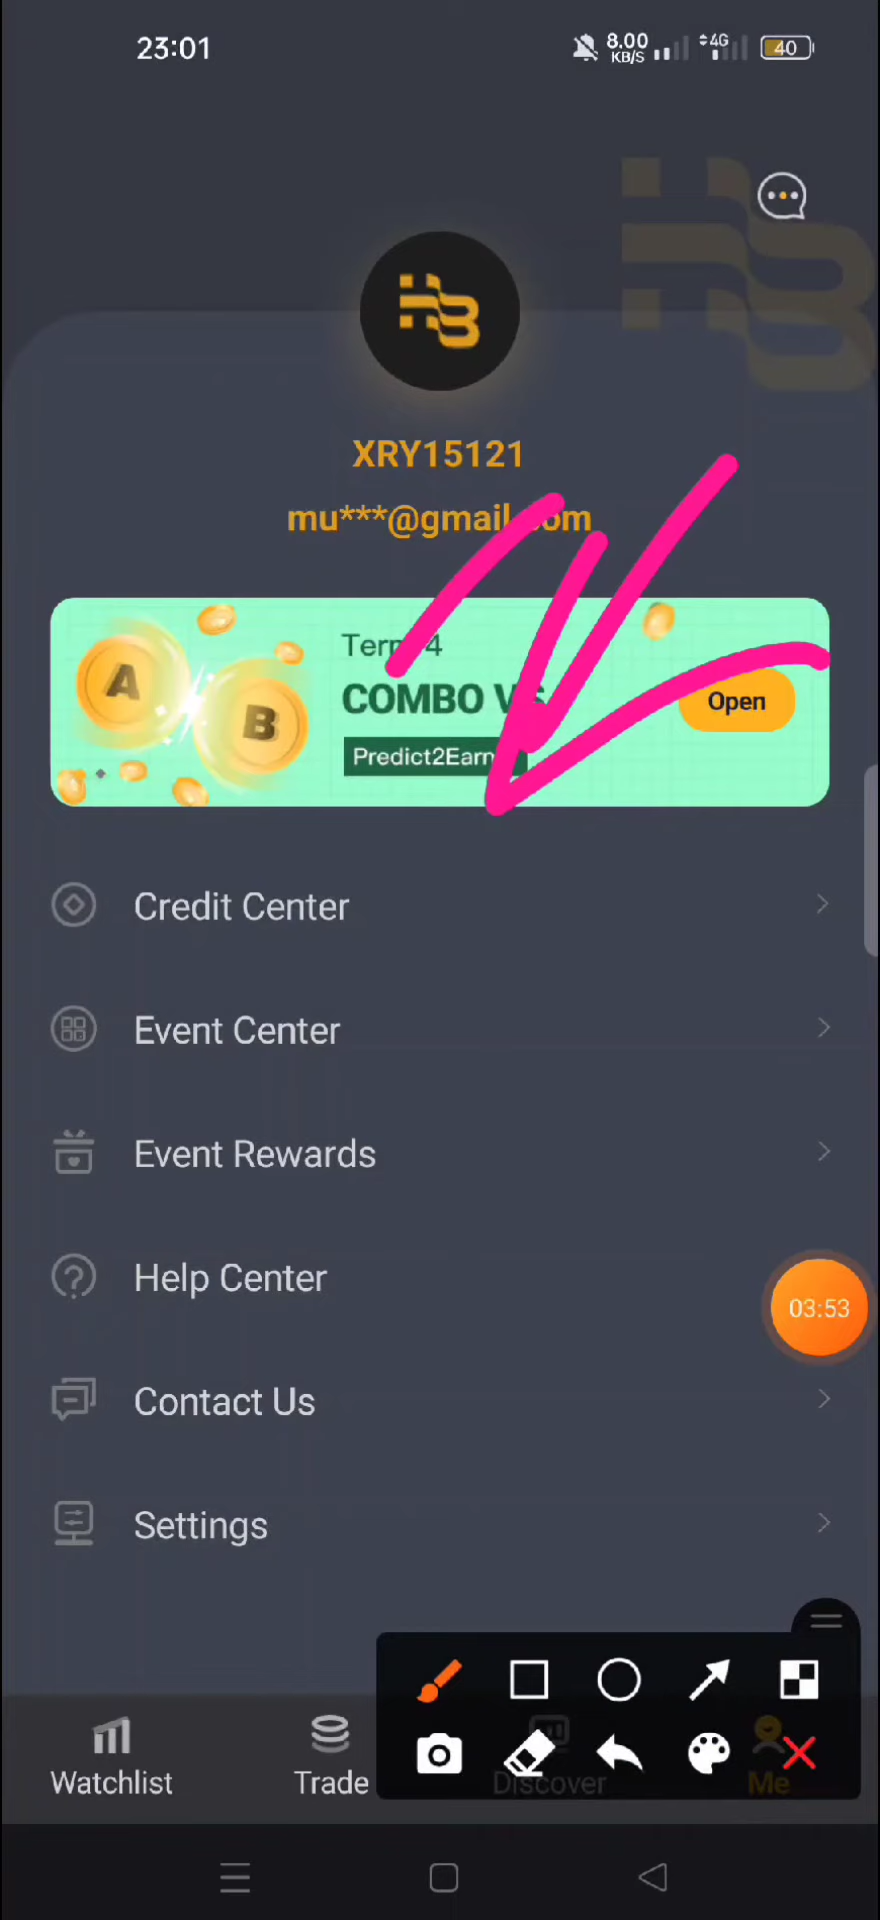 23:01
8.00
KB/S
4G
40
XRY15121
mu***@gmail.com
Term 4
COMBO VS
A
B
Open
Predict2Earn
Credit Center
Event Center
Event Rewards
Help Center
03:53
Contact Us
Settings
Watchlist
Trade
Discover
Me